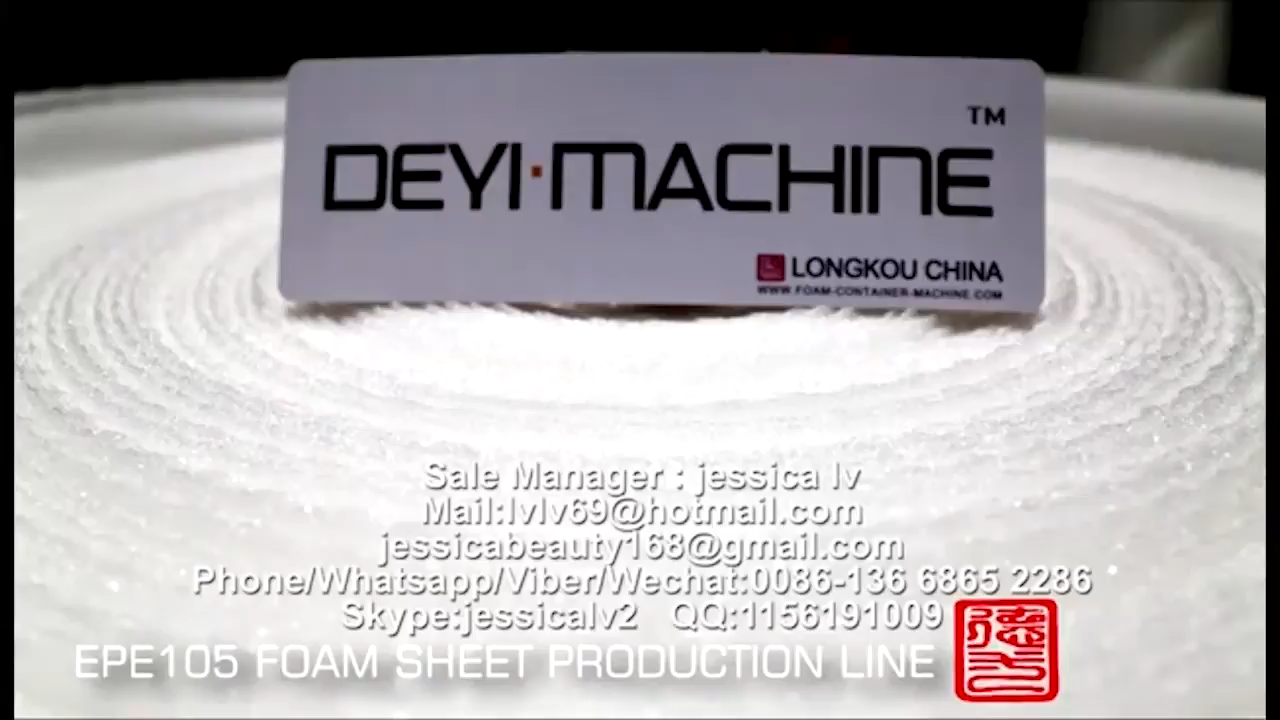 TM
DEYI·MACHINE
LONGKOU CHINA
WWW.FOAM-CONTAINER-MACHINE.COM
Sale Manager : jessica lv
Mail:lvlv69@hotmail.com
jessicabeauty168@gmail.com
Phone/Whatsapp/Viber/Wechat:0086-136 6865 2286
Skype:jessicalv2 QQ:1156191009
EPE105 FOAM SHEET PRODUCTION LINE